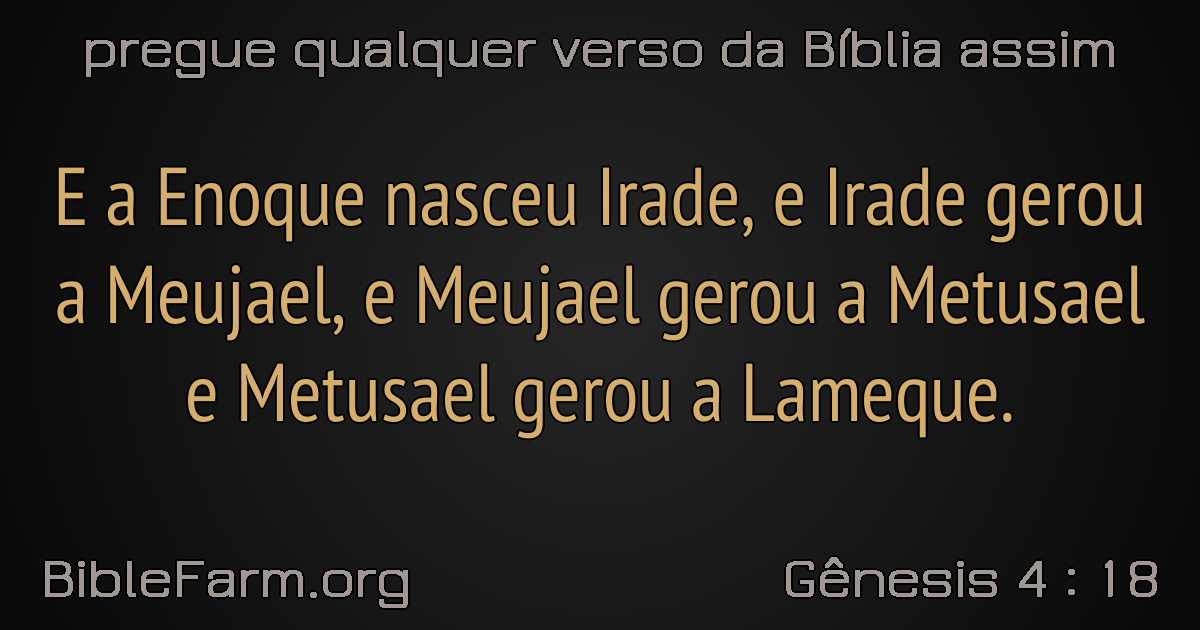 pregue qualquer verso da Bíblia assim
E a Enoque nasceu Irade, e Irade gerou
a Meujael, e Meujael gerou a Metusael
e Metusael gerou a Lameque.
BibleFarm.org
Gênesis 4 : 18